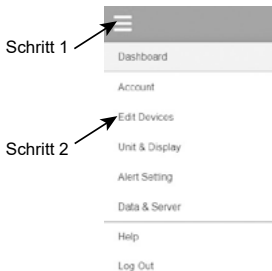 Schritt 1
Dashboard
Account
Edit Devices
Schritt 2
Unit & Display
Alert Setting
Data & Server
Help
Log Out